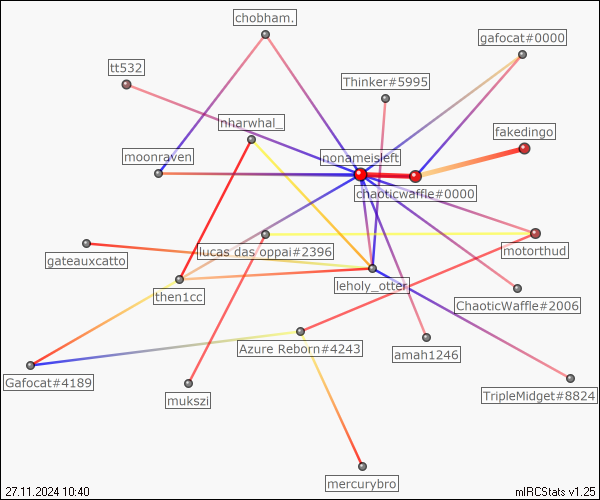 chobham.
gafocat#0000
tt532
Thinker#5995
nharwhal_
fakedingo
moonraven
nonameisleft
chaoticwaffle#0000
lucas das oppai#2396
motorthud
gateauxcatto
then1cc
leholy_otter
ChaoticWaffle#2006
Azure Reborn#4243
amah1246
Gafocat#4189
mukszi
TripleMidget#8824
mercurybro
27.11.2024 10:40
mIRCStats v1.25